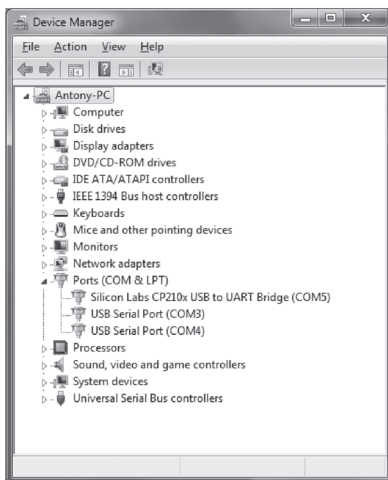 Device Manager
File Action View Help
Antony-PC
Computer
Disk drives
Display adapters
DVD/CD-ROM drives
IDE ATA/ATAPI controllers
IEEE 1394 Bus host controllers
Keyboards
Mice and other pointing devices
Monitors
Network adapters
Ports (COM & LPT)
Silicon Labs CP210x USB to UART Bridge (COM5)
USB Serial Port (COM3)
USB Serial Port (COM4)
Processors
Sound, video and game controllers
System devices
Universal Serial Bus controllers